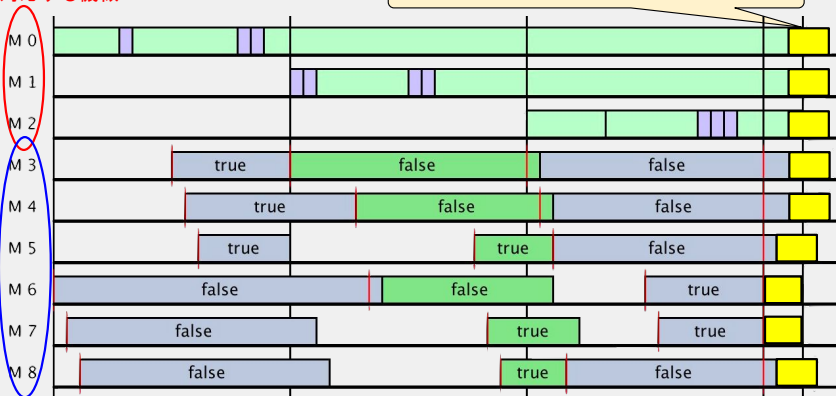 M 0
M 1
M 2
M 3 true false false
M 4 true false false
M 5 true true false
M 6 false false true
M 7 false true true
M 8 false true false